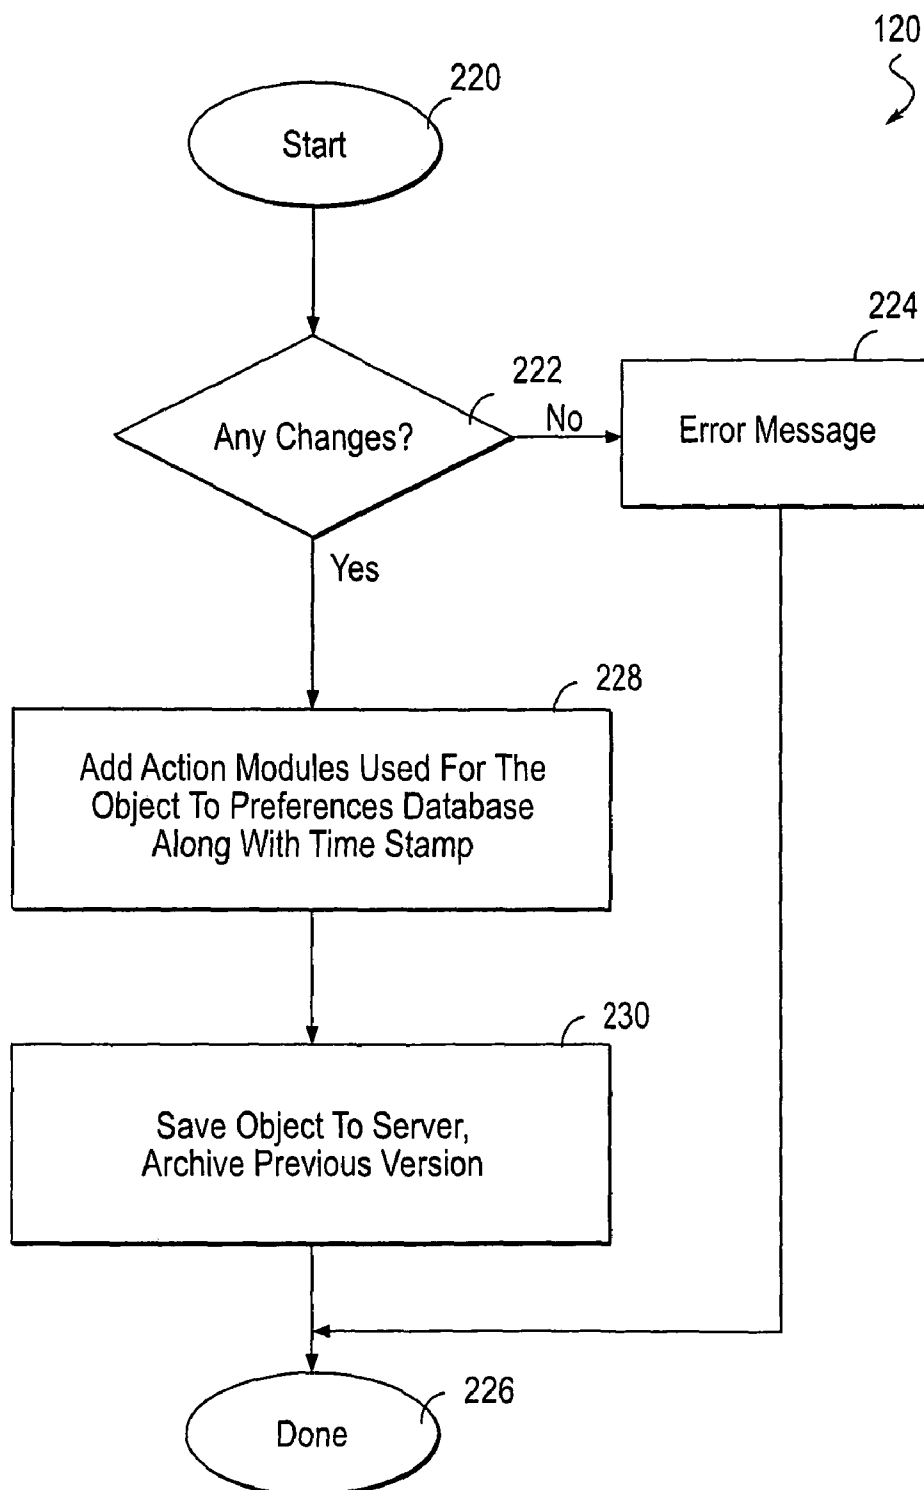 120
220
Start
222
Any Changes?
No
224
Error Message
Yes
228
Add Action Modules Used For The
Object To Preferences Database
Along With Time Stamp
230
Save Object To Server,
Archive Previous Version
226
Done